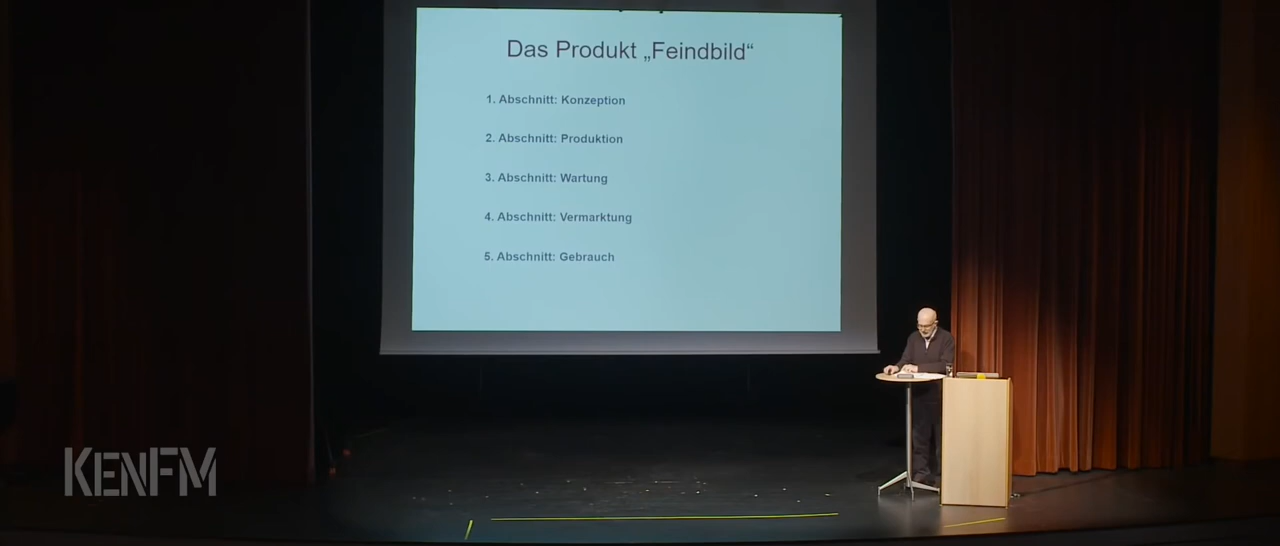 Das Produkt „Feindbild“
1. Abschnitt: Konzeption
2. Abschnitt: Produktion
3. Abschnitt: Wartung
4. Abschnitt: Vermarktung
5. Abschnitt: Gebrauch
KENFM